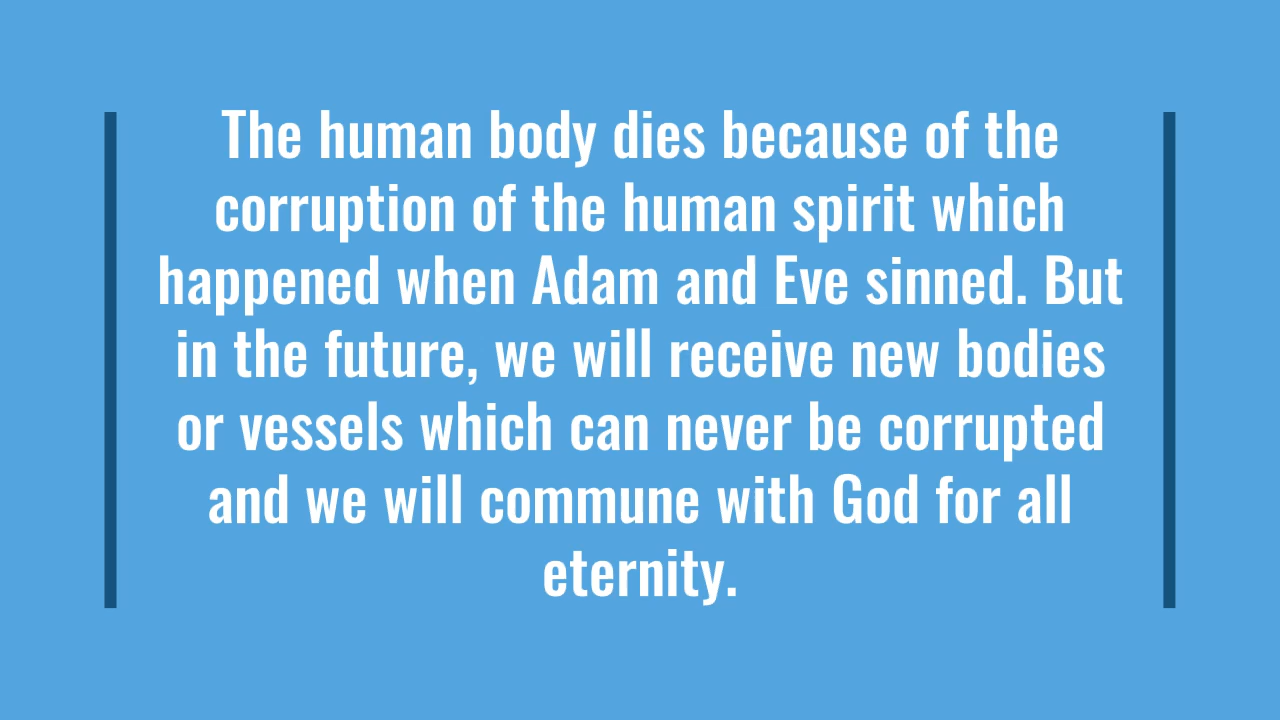 The human body dies because of the
corruption of the human spirit which
happened when Adam and Eve sinned. But
in the future, we will receive new bodies
or vessels which can never be corrupted
and we will commune with God for all
eternity.